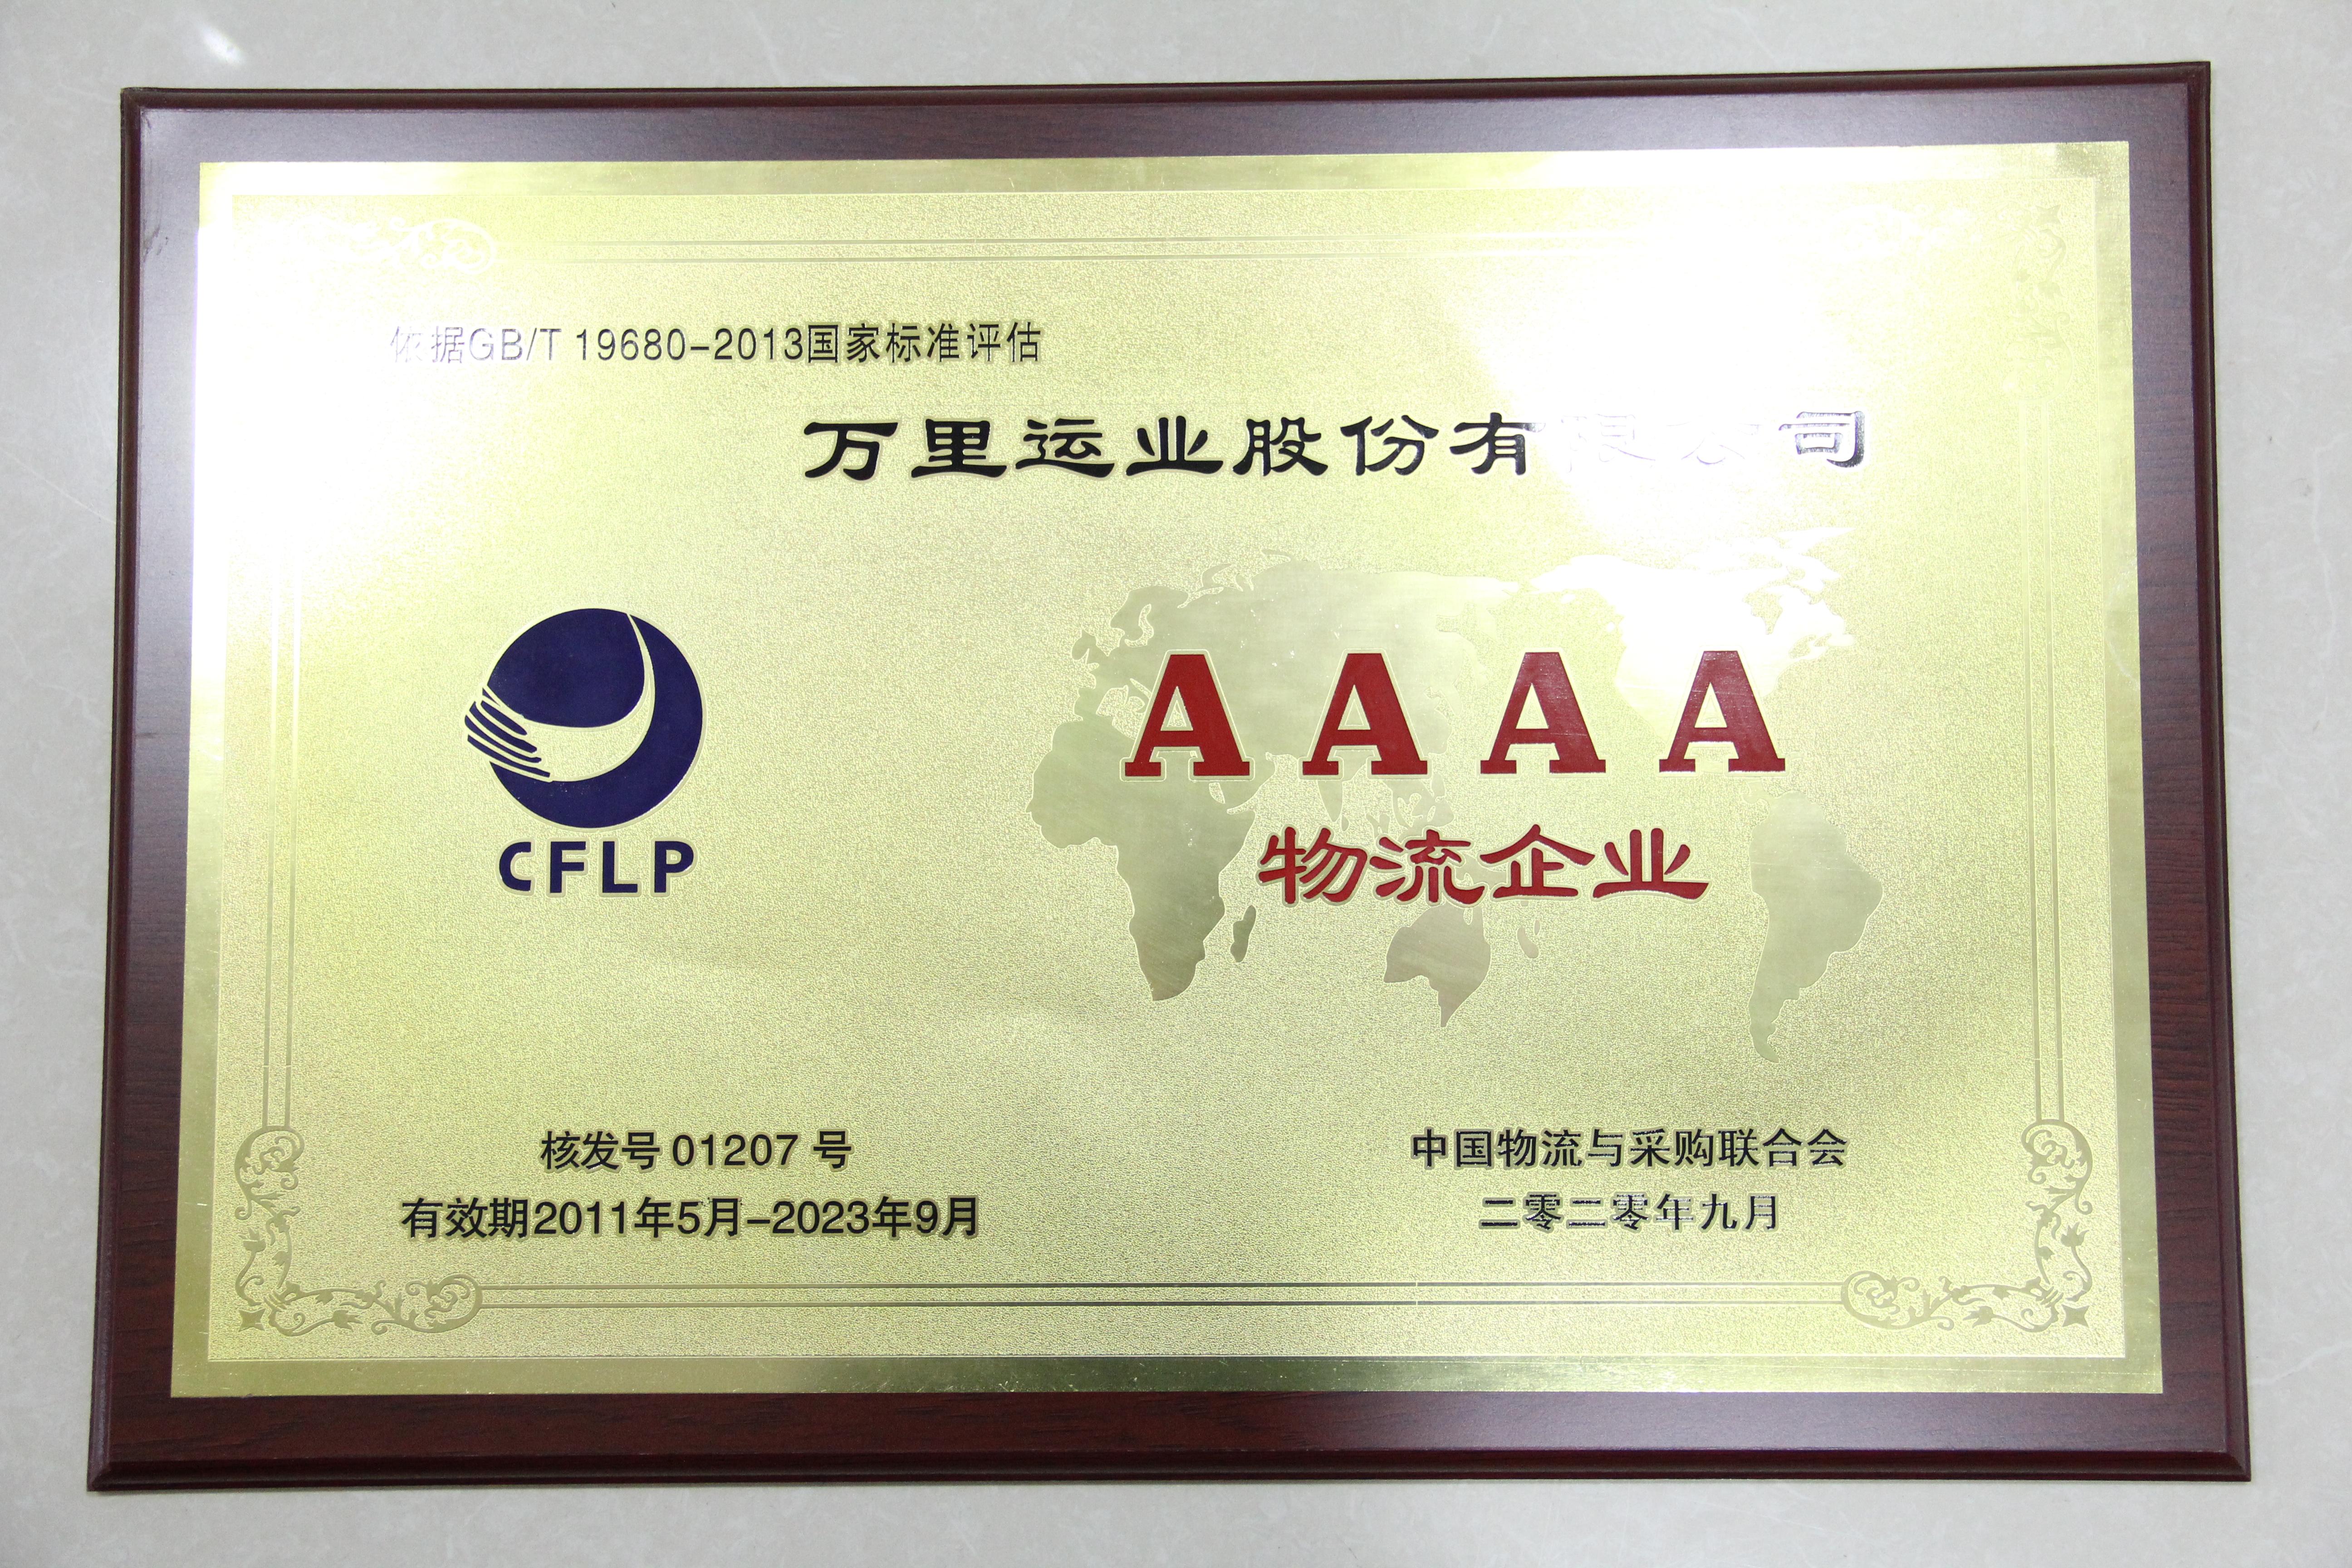 依据GB/T 19680-2013国家标准评估
万里运业股份有限公司
CFLP
AAAA
物流企业
核发号 01207 号
有效期2011年5月-2023年9月
中国物流与采购联合会
二零二零年九月